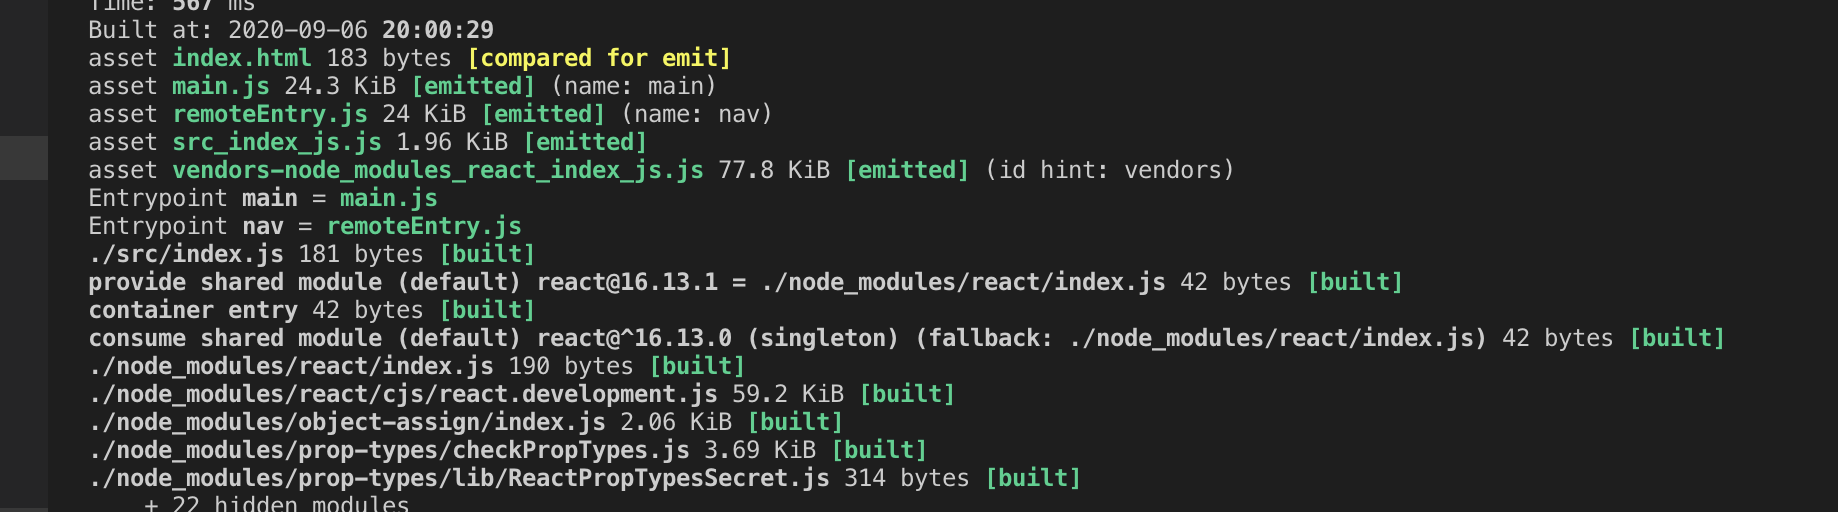 Time: 567 ms
Built at: 2020-09-06 20:00:29
asset index.html 183 bytes [compared for emit]
asset main.js 24.3 KiB [emitted] (name: main)
asset remoteEntry.js 24 KiB [emitted] (name: nav)
asset src_index_js.js 1.96 KiB [emitted]
asset vendors-node_modules_react_index_js.js 77.8 KiB [emitted] (id hint: vendors)
Entrypoint main = main.js
Entrypoint nav = remoteEntry.js
./src/index.js 181 bytes [built]
provide shared module (default) react@16.13.1 = ./node_modules/react/index.js 42 bytes [built]
container entry 42 bytes [built]
consume shared module (default) react@^16.13.0 (singleton) (fallback: ./node_modules/react/index.js) 42 bytes [built]
./node_modules/react/index.js 190 bytes [built]
./node_modules/react/cjs/react.development.js 59.2 KiB [built]
./node_modules/object-assign/index.js 2.06 KiB [built]
./node_modules/prop-types/checkPropTypes.js 3.69 KiB [built]
./node_modules/prop-types/lib/ReactPropTypesSecret.js 314 bytes [built]
+ 22 hidden modules